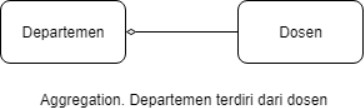 Departemen
Dosen
Aggregation. Departemen terdiri dari dosen